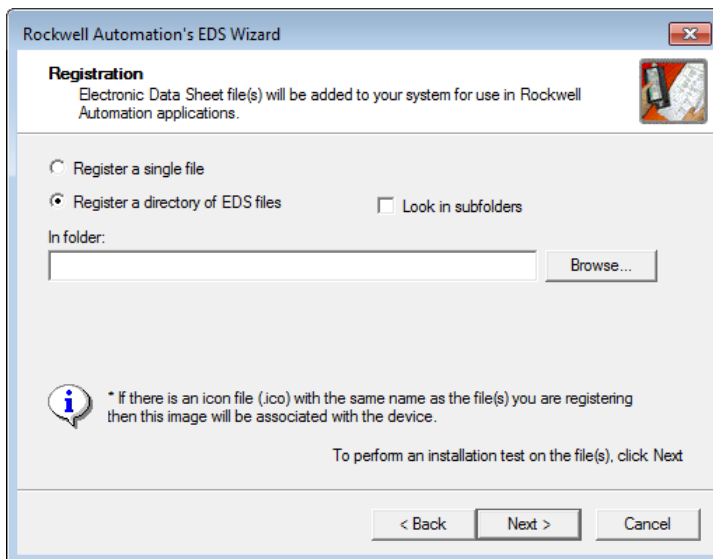 Rockwell Automation's EDS Wizard
Registration
Electronic Data Sheet file(s) will be added to your system for use in Rockwell
Automation applications.
Register a single file
Register a directory of EDS files
Look in subfolders
In folder:
Browse...
* If there is an icon file (.ico) with the same name as the file(s) you are registering
then this image will be associated with the device.
To perform an installation test on the file(s), click Next
< Back
Next >
Cancel